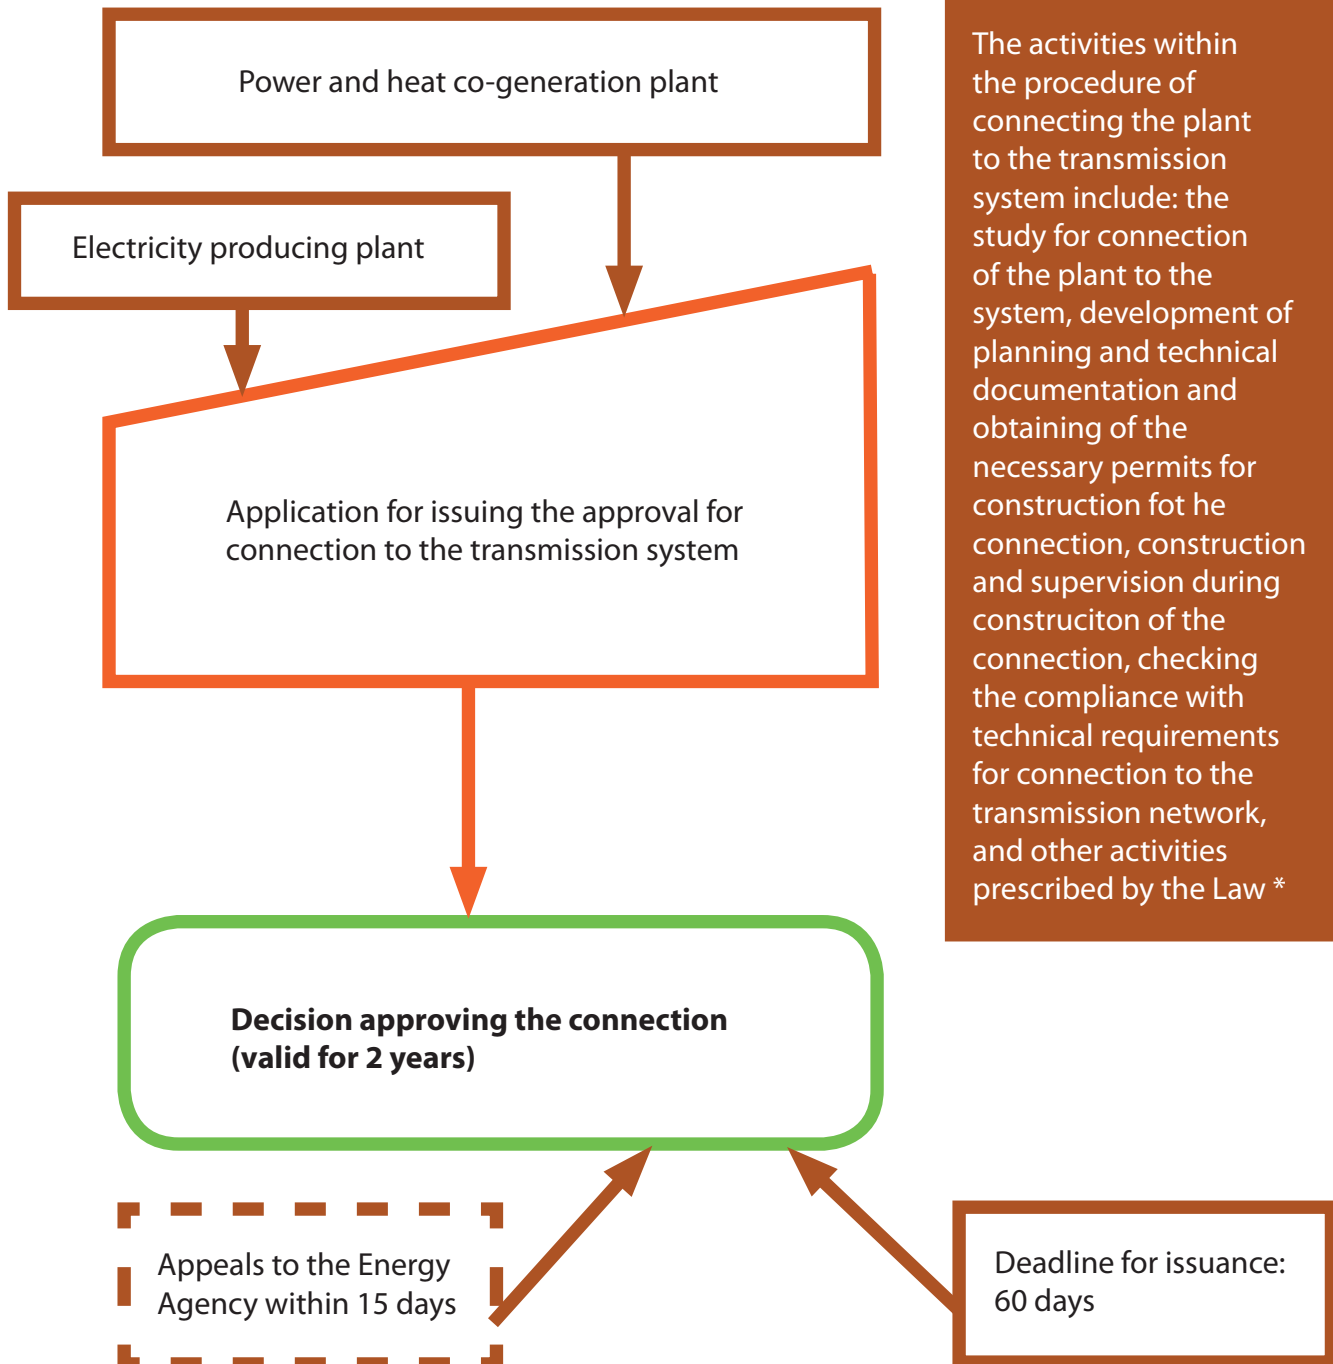 Power and heat co-generation plant
Electricity producing plant
Application for issuing the approval for
connection to the transmission system
Decision approving the connection
(valid for 2 years)
Appeals to the Energy
Agency within 15 days
Deadline for issuance:
60 days
The activities within
the procedure of
connecting the plant
to the transmission
system include: the
study for connection
of the plant to the
system, development of
planning and technical
documentation and
obtaining of the
necessary permits for
construction fot he
connection, construction
and supervision during
construciton of the
connection, checking
the compliance with
technical requirements
for connection to the
transmission network,
and other activities
prescribed by the Law *